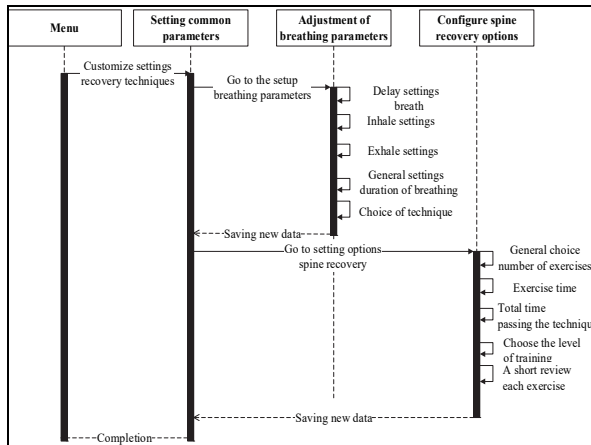 Menu
Setting common
parameters
Adjustment of
breathing parameters
Configure spine
recovery options
Customize settings
recovery techniques
Go to the setup
breathing parameters
Delay settings
breath
Inhale settings
Exhale settings
General settings
duration of breathing
Choice of technique
Saving new data
Go to setting options
spine recovery
General choice
number of exercises
Exercise time
Total time
passing the technique
Choose the level
of training
A short review
each exercise
Saving new data
Completion